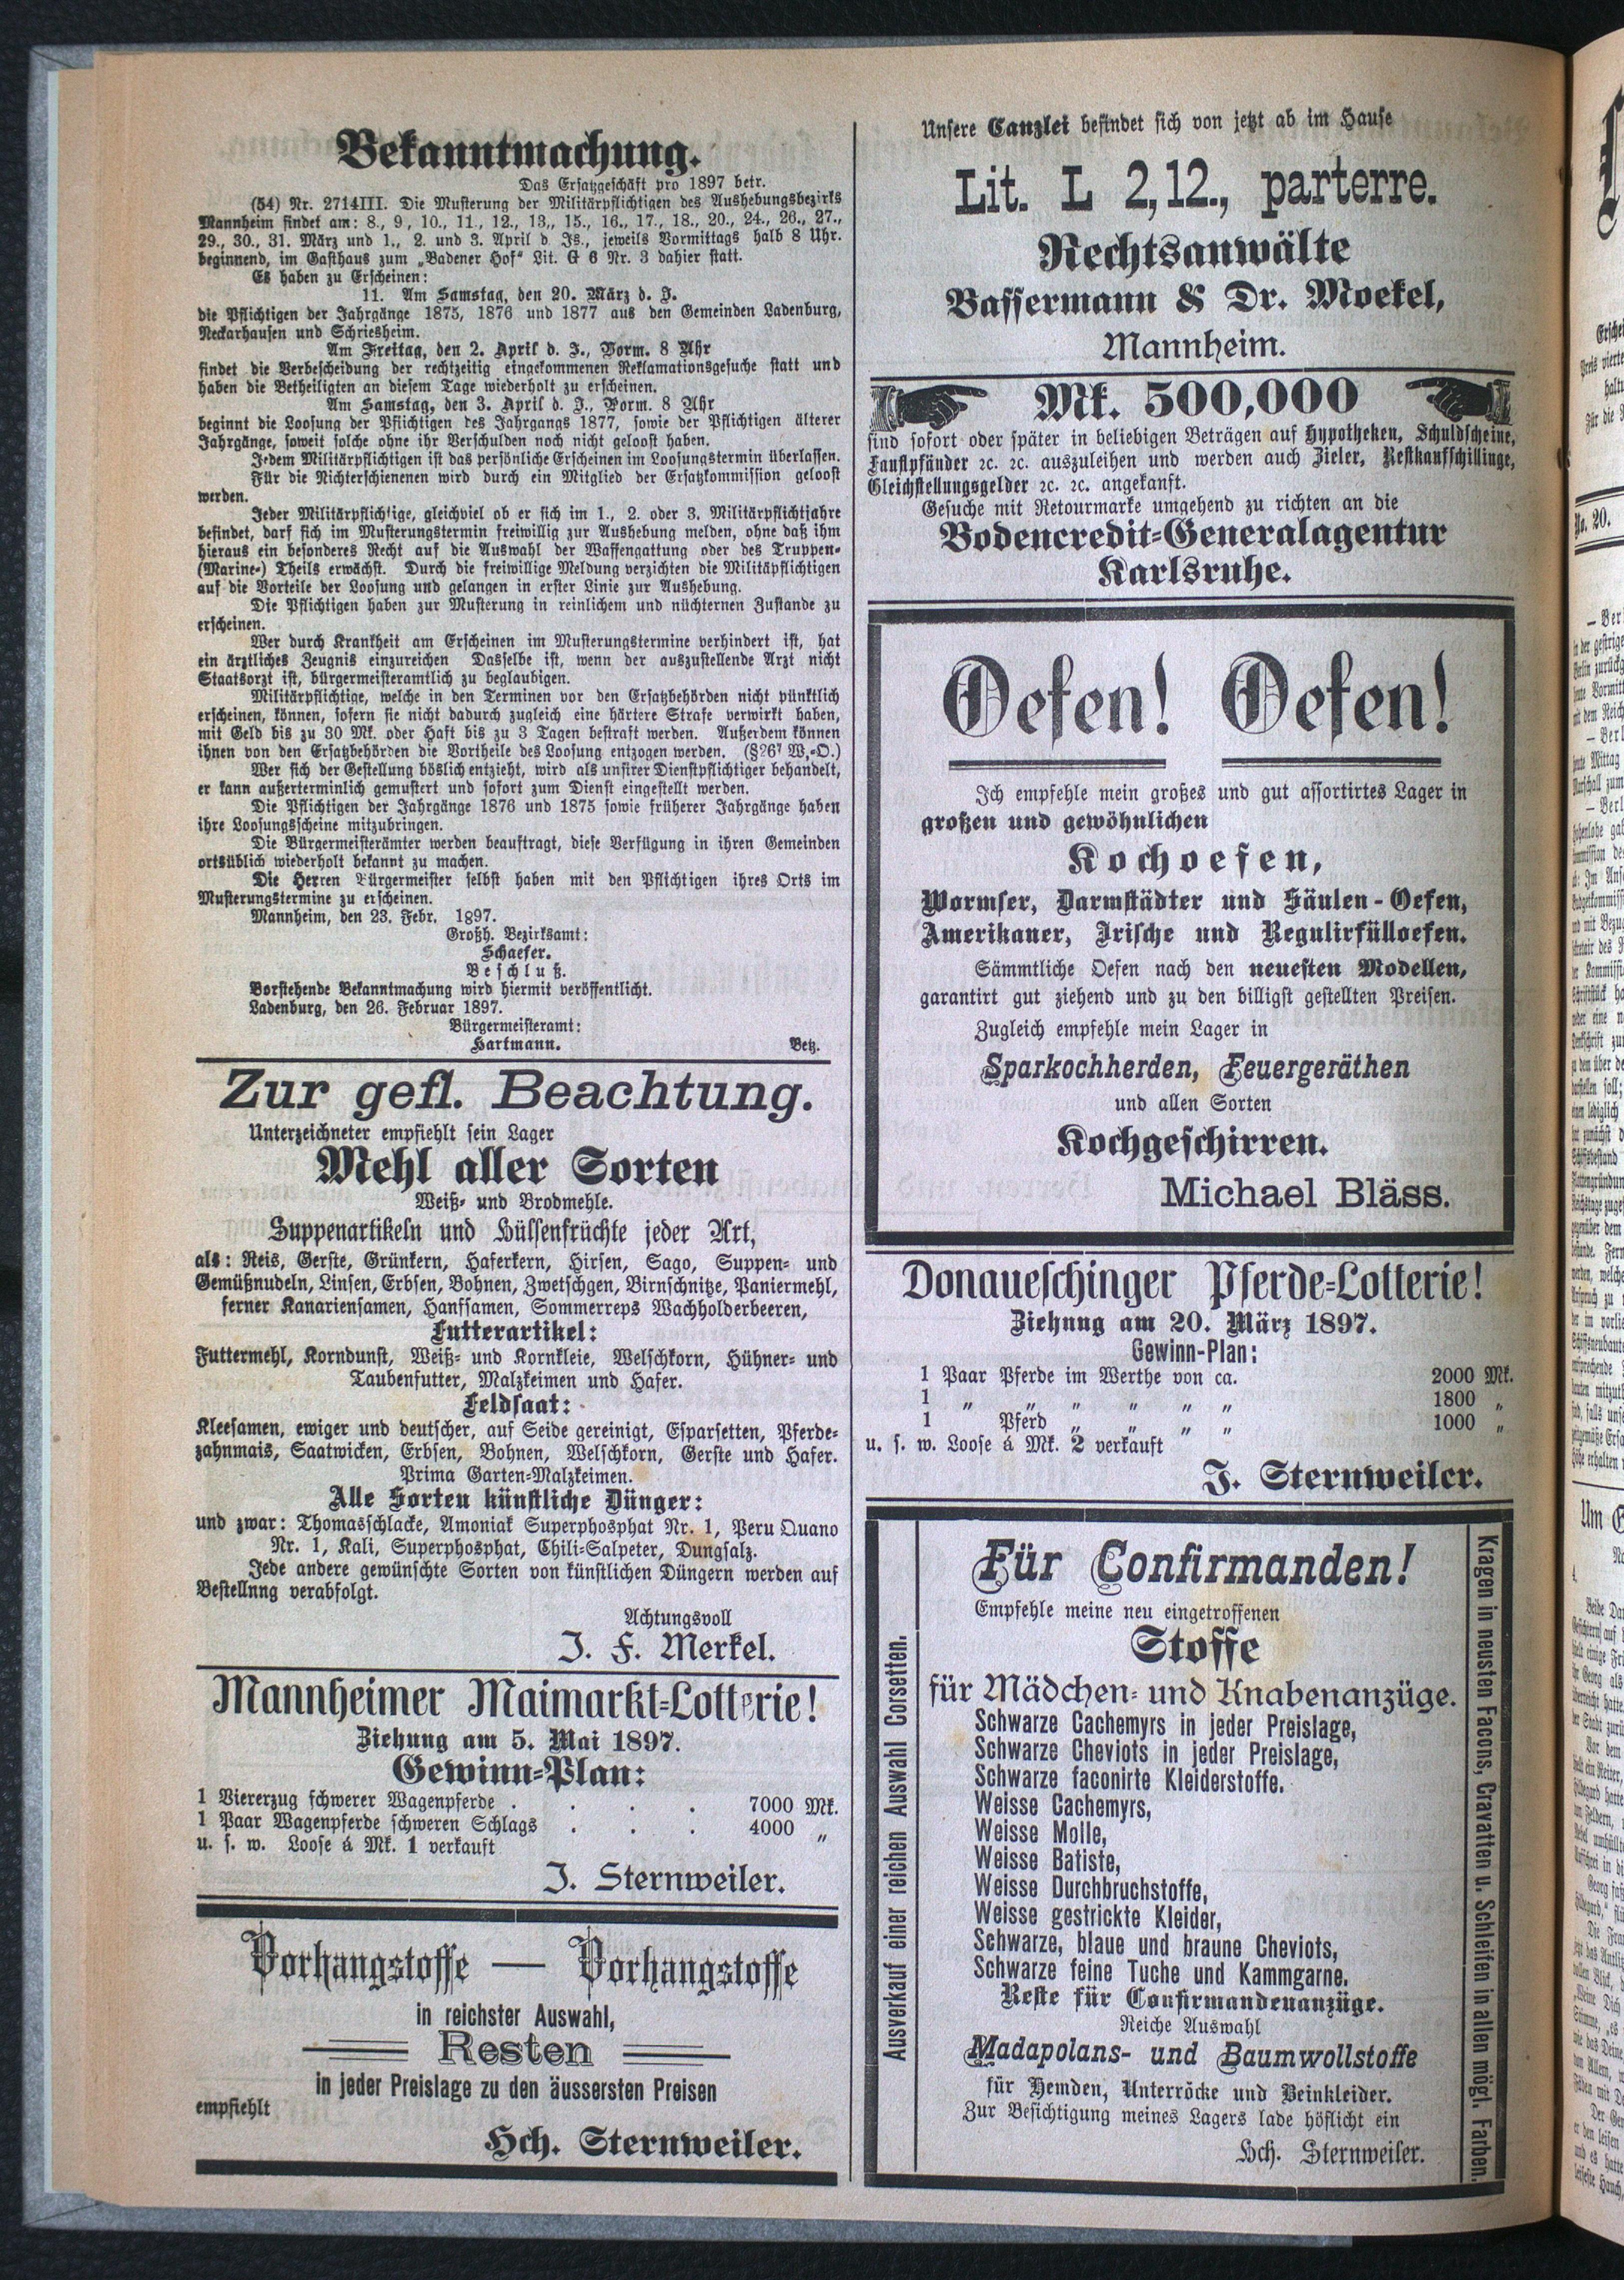 Bekanntmachung.
Das Ersatzgeschäft pro 1897 betr.
(54) Nr. 2714III. Die Musterung der Militärpflichtigen des Aushebungsbezirks
Mannheim findet am: 8., 9., 10., 11., 12., 13., 15., 16., 17., 18., 20., 24., 26., 27.,
29., 30., 31. März und 1., 2. und 3. April d Js., jeweils Vormittags halb 8 Uhr.
beginnend, im Gasthaus zum „Badener Hof“ Lit. G 6 Nr. 3 dahier statt.
Es haben zu Erscheinen:
11. Am Samstag, den 20. März d. J.
die Pflichtigen der Jahrgänge 1875, 1876 und 1877 aus den Gemeinden Ladenburg,
Neckarhausen und Schriesheim.
Am Freitag, den 2. April d. J., Vorm. 8 Uhr
findet die Verbescheidung der rechtzeitig eingekommenen Reklamationsgesuche statt und
haben die Betheiligten an diesem Tage wiederholt zu erscheinen.
Am Samstag, den 3. April d. J., Vorm. 8 Uhr
beginnt die Loosung der Pflichtigen des Jahrgangs 1877, sowie der Pflichtigen älterer
Jahrgänge, soweit solche ohne ihr Verschulden noch nicht geloost haben.
Jedem Militärpflichtigen ist das persönliche Erscheinen im Loosungstermin überlassen.
Für die Nichterschienenen wird durch ein Mitglied der Ersatzkommission geloost
werden.
Jeder Militärpflichtige, gleichviel ob er sich im 1., 2. oder 3. Militärpflichtjahre
befindet, darf sich im Musterungstermin freiwillig zur Aushebung melden, ohne daß ihm
hieraus ein besonderes Recht auf die Auswahl der Waffengattung oder des Truppen-
(Marine-) Theils erwächst. Durch die freiwillige Meldung verzichten die Militäpflichtigen
auf die Vorteile der Loosung und gelangen in erster Linie zur Aushebung.
Die Pflichtigen haben zur Musterung in reinlichem und nüchternen Zustande zu
erscheinen.
Wer durch Krankheit am Erscheinen im Musterungstermine verhindert ist, hat
ein ärztliches Zeugnis einzureichen Dasselbe ist, wenn der auszustellende Arzt nicht
Staatsarzt ist, bürgermeisteramtlich zu beglaubigen.
Militärpflichtige, welche in den Terminen vor den Ersatzbehörden nicht pünktlich
erscheinen, können, sofern sie nicht dadurch zugleich eine härtere Strafe verwirkt haben,
mit Geld bis zu 30 Mk. oder Haft bis zu 3 Tagen bestraft werden. Außerdem können
ihnen von den Ersatzbehörden die Vortheile des Loosung entzogen werden. (§26⁷ W.-O.)
Wer sich der Gestellung böslich entzieht, wird als unsirer Dienstpflichtiger behandelt,
er kann außerterminlich gemustert und sofort zum Dienst eingestellt werden.
Die Pflichtigen der Jahrgänge 1876 und 1875 sowie früherer Jahrgänge haben
ihre Loosungsscheine mitzubringen.
Die Bürgermeisterämter werden beauftragt, diese Verfügung in ihren Gemeinden
ortsüblich wiederholt bekannt zu machen.
Die Herren Bürgermeister selbst haben mit den Pflichtigen ihres Orts im
Musterungstermine zu erscheinen.
Mannheim, den 23. Febr. 1897.
Großh. Bezirksamt:
Schaefer.
Beschluß.
Vorstehende Bekanntmachung wird hiermit veröffentlicht.
Ladenburg, den 26. Februar 1897.
Bürgermeisteramt:
Hartmann. Betz.
Zur gefl. Beachtung.
Unterzeichneter empfiehlt sein Lager
Mehl aller Sorten
Weiß- und Brodmehle.
Suppenartikeln und Hülsenfrüchte jeder Art,
als: Reis, Gerste, Grünkern, Haferkern, Hirsen, Sago, Suppen- und
Gemüßnudeln, Linsen, Erbsen, Bohnen, Zwetschgen, Birnschnitze, Paniermehl,
ferner Kanariensamen, Hanfsamen, Sommerreps Wachholderbeeren,
Futterartikel:
Futtermehl, Korndunst, Weiß- und Kornkleie, Welschkorn, Hühner- und
Taubenfutter, Malzkeimen und Hafer.
Feldsaat:
Kleesamen, ewiger und deutscher, auf Seide gereinigt, Esparsetten, Pferde-
zahnmais, Saatwicken, Erbsen, Bohnen, Welschkorn, Gerste und Hafer.
Prima Garten-Malzkeimen.
Alle Sorten künstliche Dünger:
und zwar: Thomasschlacke, Amoniak Superphosphat Nr. 1, Peru Quano
Nr. 1, Kali, Superphosphat, Chili-Salpeter, Dungsalz.
Jede andere gewünschte Sorten von künstlichen Düngern werden auf
Bestellnng verabfolgt.
Achtungsvoll
J. F. Merkel.
Mannheimer Maimarkt-Lotterie!
Ziehung am 5. Mai 1897.
Gewinn-Plan:
1 Viererzug schwerer Wagenpferde . . . . 7000 Mk.
1 Paar Wagenpferde schweren Schlags . . . 4000 „
u. s. w. Loose á Mk. 1 verkauft
J. Sternweiler.
Vorhangstoffe — Vorhangstoffe
in reichster Auswahl,
Resten
in jeder Preislage zu den äussersten Preisen
empfiehlt
Hch. Sternweiler.
Unsere Canzlei befindet sich von jetzt ab im Hause
Lit. L 2,12., parterre.
Rechtsanwälte
Bassermann & Dr. Moekel,
Mannheim.
Mk. 500,000
sind sofort oder später in beliebigen Beträgen auf Hypotheken, Schuldscheine,
Faustpfänder ꝛc. ꝛc. auszuleihen und werden auch Zieler, Restkaufschillinge,
Gleichstellungsgelder ꝛc. ꝛc. angekanft.
Gesuche mit Retourmarke umgehend zu richten an die
Bodencredit-Generalagentur
Karlsruhe.
Oefen! Oefen!
Ich empfehle mein großes und gut assortirtes Lager in
großen und gewöhnlichen
Kochoefen,
Wormser, Darmstädter und Säulen-Oefen,
Amerikaner, Irische und Regulirfülloefen.
Sämmtliche Oefen nach den neuesten Modellen,
garantirt gut ziehend und zu den billigst gestellten Preisen.
Zugleich empfehle mein Lager in
Sparkochherden, Feuergeräthen
und allen Sorten
Kochgeschirren.
Michael Bläss.
Donaueschinger Pferde-Lotterie!
Ziehung am 20. März 1897.
Gewinn-Plan:
1 Paar Pferde im Werthe von ca. 2000 Mk.
1 „ „ „ „ „ „ 1800 „
1 Pferd „ „ „ „ 1000 „
u. s. w. Loose á Mk. 2 verkauft
J. Sternweiler.
Ausverkauf einer reichen Auswahl Corsetten.
Für Confirmanden!
Empfehle meine neu eingetroffenen
Stoffe
für Mädchen- und Knabenanzüge.
Schwarze Cachemyrs in jeder Preislage,
Schwarze Cheviots in jeder Preislage,
Schwarze faconirte Kleiderstoffe.
Weisse Cachemyrs,
Weisse Molle,
Weisse Batiste,
Weisse Durchbruchstoffe,
Weisse gestrickte Kleider,
Schwarze, blaue und braune Cheviots,
Schwarze feine Tuche und Kammgarne.
Reste für Confirmandenanzüge.
Reiche Auswahl
Madapolans- und Baumwollstoffe
für Hemden, Unterröcke und Beinkleider.
Zur Besichtigung meines Lagers lade höflicht ein
Hch. Sternweiler.
Kragen in neusten Facons, Cravatten u. Schleifen in allen mögl. Farben.
No. 20.